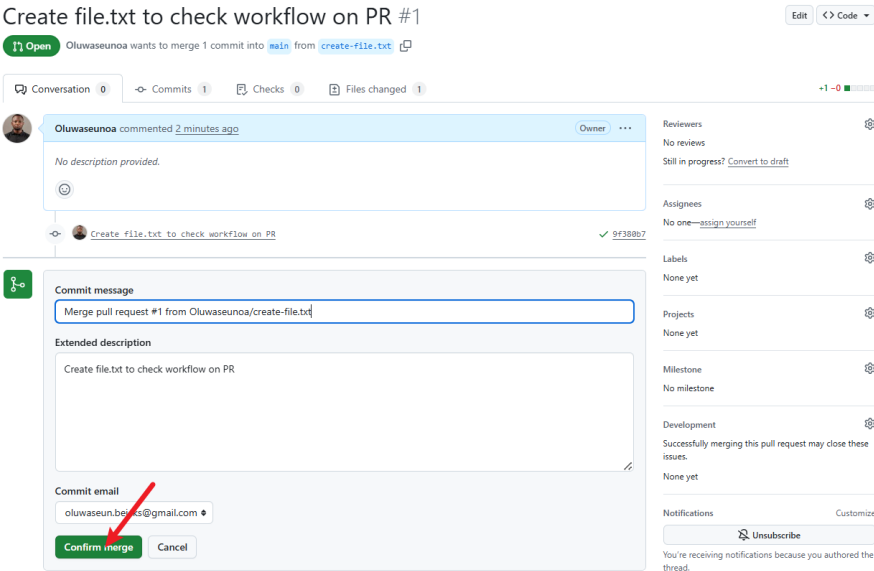 Create file.txt to check workflow on PR #1
Edit
<> Code
Open
Oluwaseunoa wants to merge 1 commit into main from create-file.txt
Conversation 0
Commits 1
Checks 0
Files changed 1
+1 −0
Oluwaseunoa commented 2 minutes ago
Owner
No description provided.
Create file.txt to check workflow on PR
9f380b7
Commit message
Merge pull request #1 from Oluwaseunoa/create-file.txt
Extended description
Create file.txt to check workflow on PR
Commit email
Confirm merge
Cancel
Reviewers
No reviews
Still in progress? Convert to draft
Assignees
No one—assign yourself
Labels
None yet
Projects
None yet
Milestone
No milestone
Development
Successfully merging this pull request may close these
issues.
None yet
Notifications
Customize
Unsubscribe
You're receiving notifications because you authored the
thread.